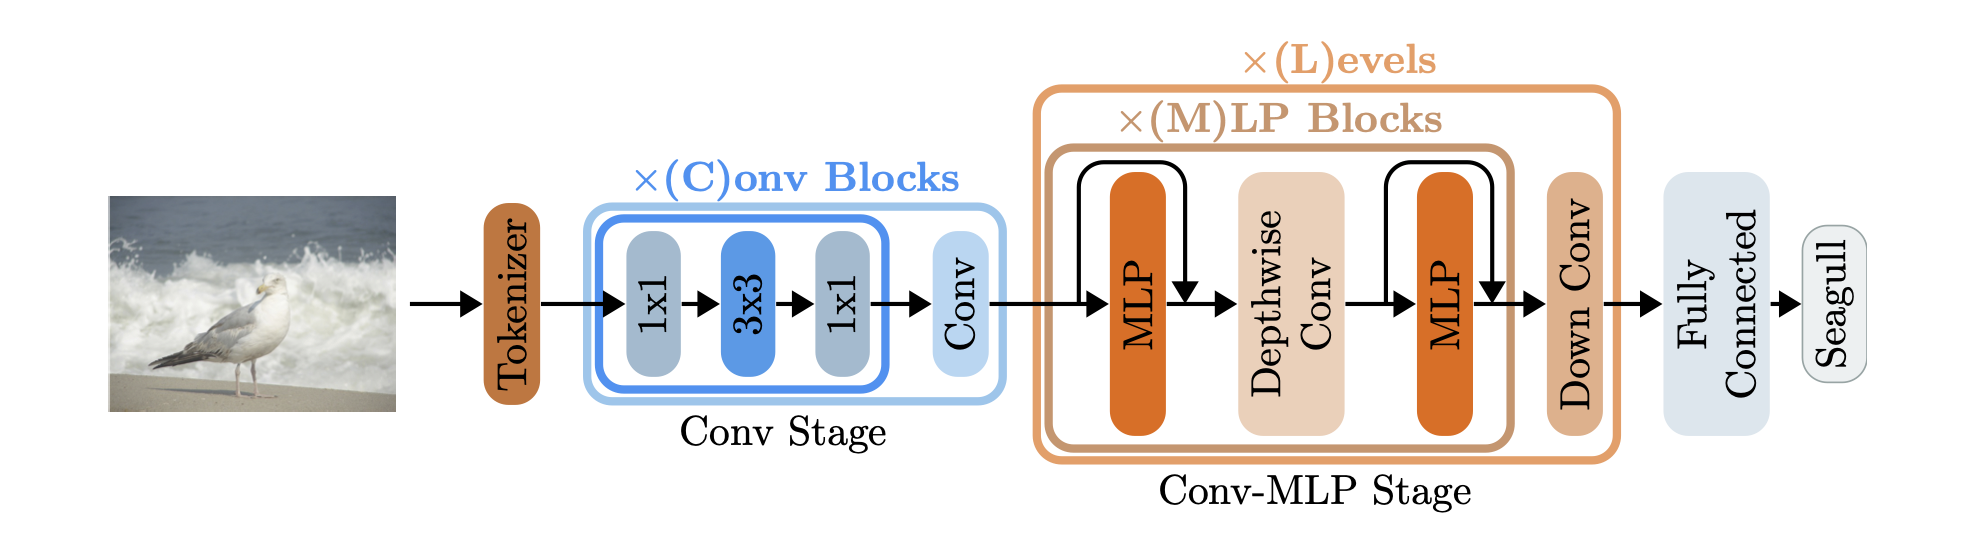 ×(L)evels
×(M)LP Blocks
×(C)onv Blocks
Tokenizer
1x1
3x3
1x1
Conv
MLP
Depthwise
Conv
MLP
Down Conv
Fully
Connected
Seagull
Conv Stage
Conv-MLP Stage